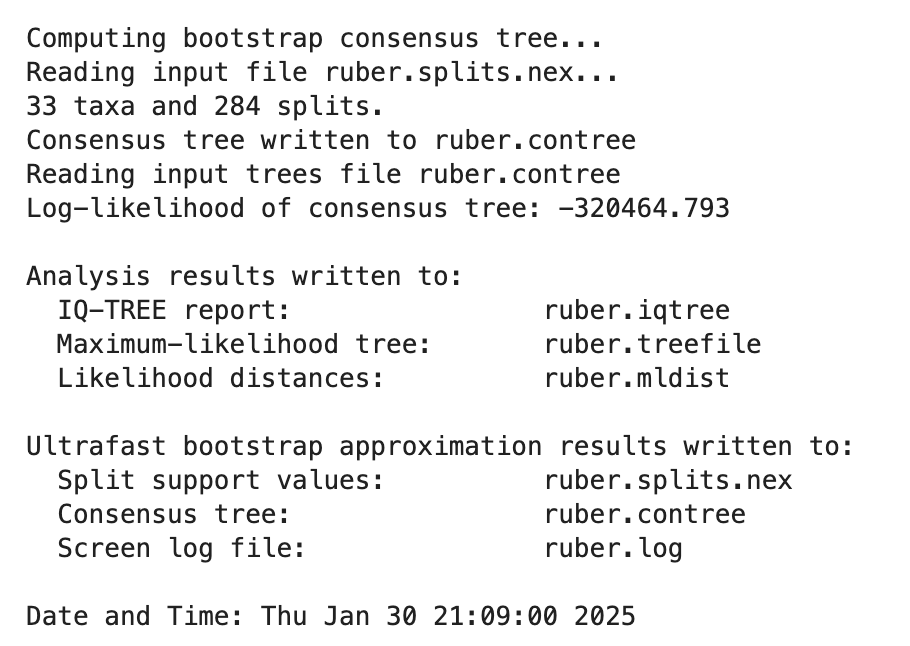 Computing bootstrap consensus tree...
Reading input file ruber.splits.nex...
33 taxa and 284 splits.
Consensus tree written to ruber.contree
Reading input trees file ruber.contree
Log-likelihood of consensus tree: -320464.793

Analysis results written to:
  IQ-TREE report:                ruber.iqtree
  Maximum-likelihood tree:       ruber.treefile
  Likelihood distances:          ruber.mldist

Ultrafast bootstrap approximation results written to:
  Split support values:          ruber.splits.nex
  Consensus tree:                ruber.contree
  Screen log file:               ruber.log

Date and Time: Thu Jan 30 21:09:00 2025